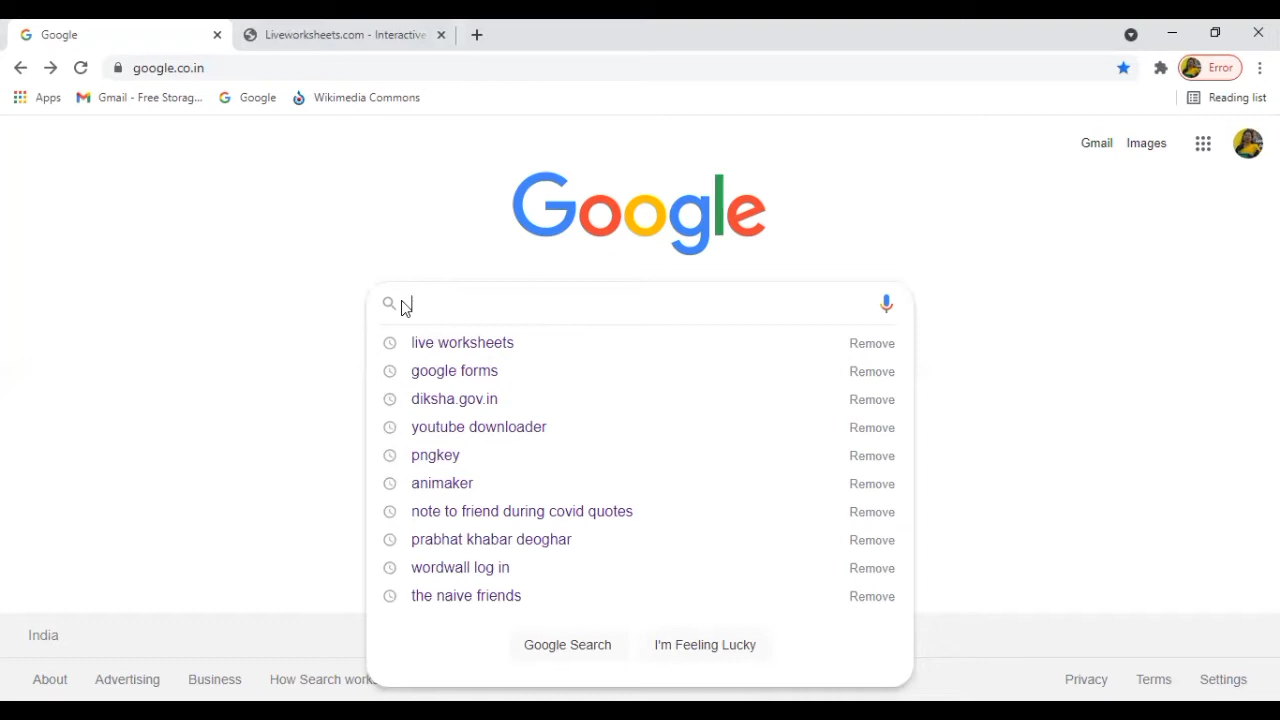 Google
Liveworksheets.com - Interactive
google.co.in
Error
Apps
Gmail - Free Storag...
Google
Wikimedia Commons
Reading list
Gmail
Images
Google
live worksheets
Remove
google forms
Remove
diksha.gov.in
Remove
youtube downloader
Remove
pngkey
Remove
animaker
Remove
note to friend during covid quotes
Remove
prabhat khabar deoghar
Remove
wordwall log in
Remove
the naive friends
Remove
Google Search
I'm Feeling Lucky
India
About
Advertising
Business
How Search work
Privacy
Terms
Settings